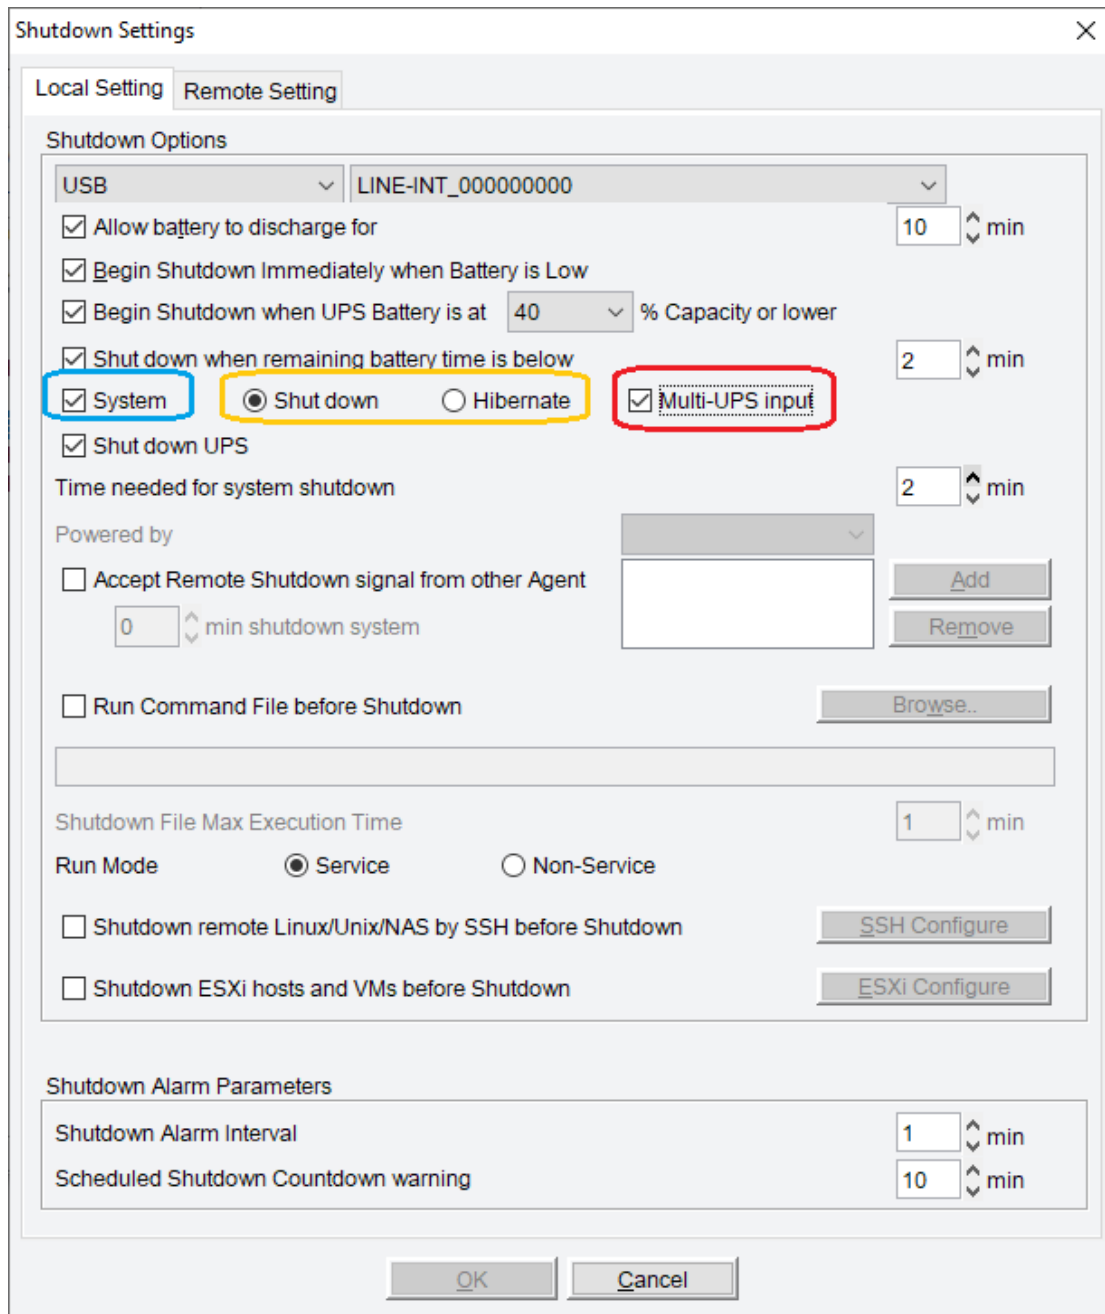 Shutdown Settings
Local Setting Remote Setting
Shutdown Options
USB LINE-INT_000000000
Allow battery to discharge for 10 min
Begin Shutdown Immediately when Battery is Low
Begin Shutdown when UPS Battery is at 40 % Capacity or lower
Shut down when remaining battery time is below 2 min
System Shut down Hibernate Multi-UPS input
Shut down UPS
Time needed for system shutdown 2 min
Powered by
Accept Remote Shutdown signal from other Agent Add
0 min shutdown system Remove
Run Command File before Shutdown Browse..
Shutdown File Max Execution Time 1 min
Run Mode Service Non-Service
Shutdown remote Linux/Unix/NAS by SSH before Shutdown SSH Configure
Shutdown ESXi hosts and VMs before Shutdown ESXi Configure
Shutdown Alarm Parameters
Shutdown Alarm Interval 1 min
Scheduled Shutdown Countdown warning 10 min
OK Cancel